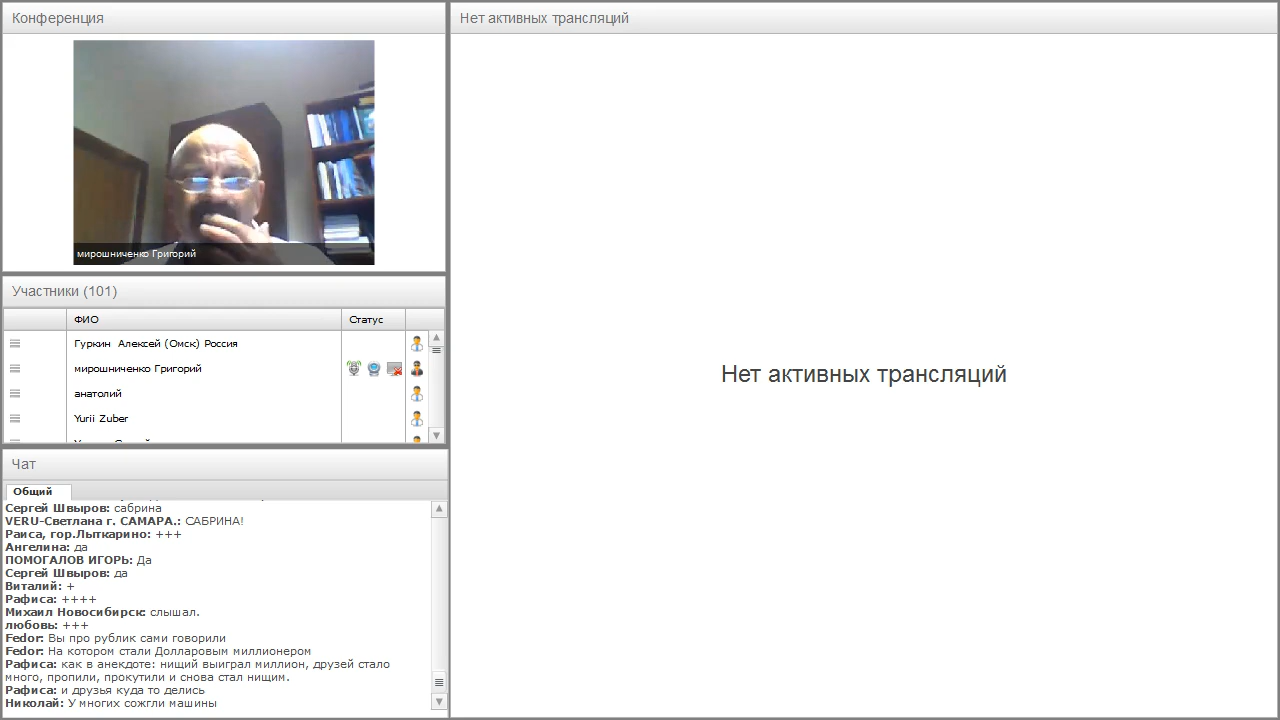 Конференция
мирошниченко Григорий
Участники (101)
ФИО
Статус
Гуркин Алексей (Омск) Россия
мирошниченко Григорий
анатолий
Yurii Zuber
Чат
Общий
Сергей Швыров: сабрина
VERU-Светлана г. САМАРА.: САБРИНА!
Раиса, гор.Лыткарино: +++
Ангелина: да
ПОМОГАЛОВ ИГОРЬ: Да
Сергей Швыров: да
Виталий: +
Рафиса: ++++
Михаил Новосибирск: слышал.
любовь: +++
Fedor: Вы про рублик сами говорили
Fedor: На котором стали Долларовым миллионером
Рафиса: как в анекдоте: нищий выиграл миллион, друзей стало
много, пропили, прокутили и снова стал нищим.
Рафиса: и друзья куда то делись
Николай: У многих сожгли машины
Нет активных трансляций
Нет активных трансляций